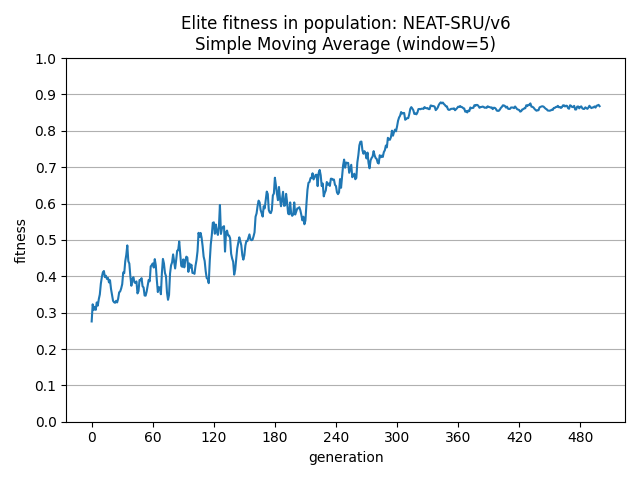 Elite fitness in population: NEAT-SRU/v6
Simple Moving Average (window=5)
1.0
0.9
0.8
0.7
0.6
0.5
0.4
0.3
0.2
0.1
0.0
fitness
0 60 120 180 240 300 360 420 480
generation